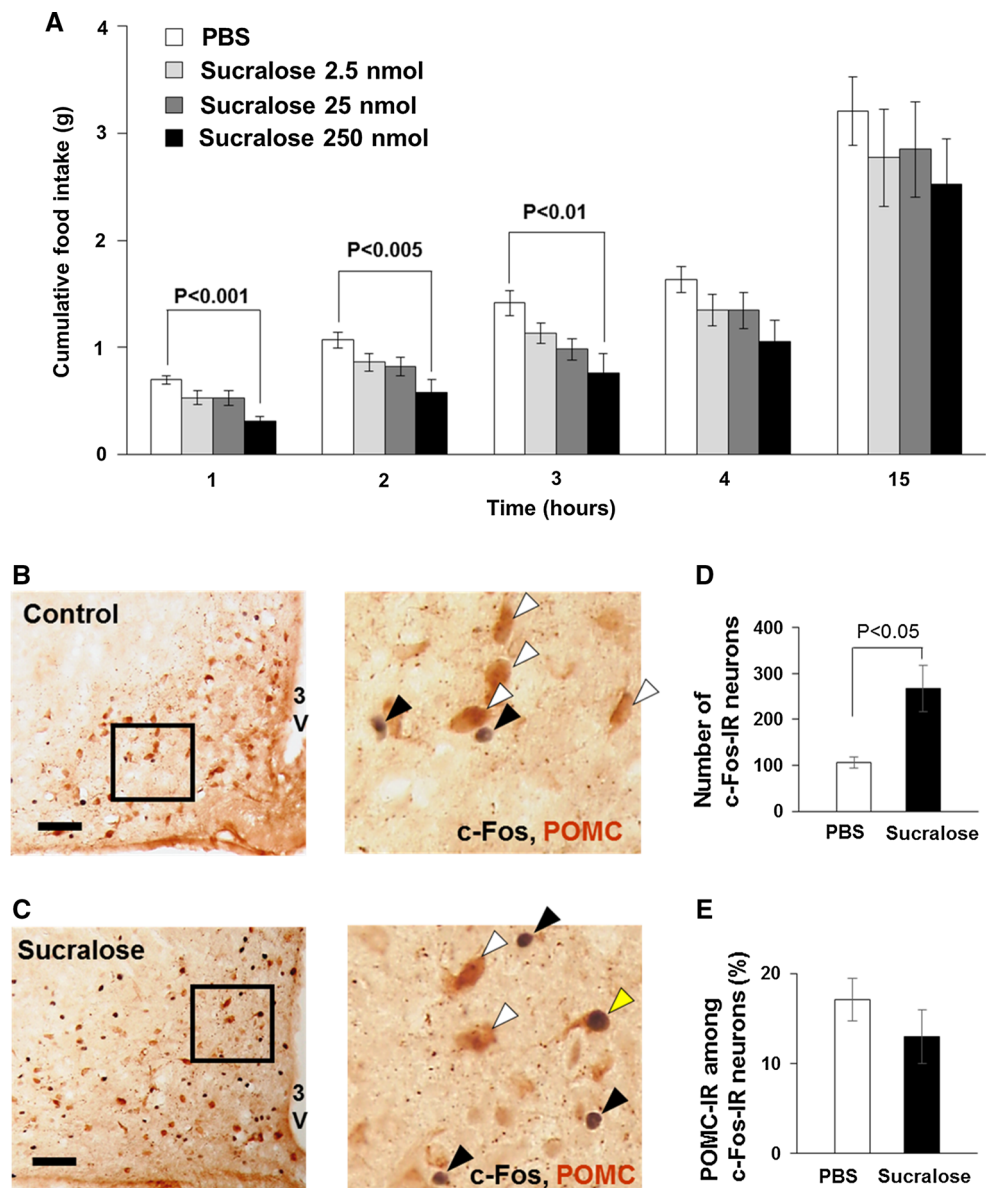 A
4
3
2
1
0
Cumulative food intake (g)
PBS
Sucralose 2.5 nmol
Sucralose 25 nmol
Sucralose 250 nmol
P<0.001
P<0.005
P<0.01
1 2 3 4 15
Time (hours)
B
Control
3
V
c-Fos, POMC
C
Sucralose
3
V
c-Fos, POMC
D
Number of
c-Fos-IR neurons
400
300
200
100
0
P<0.05
PBS Sucralose
E
POMC-IR among
c-Fos-IR neurons (%)
20
10
0
PBS Sucralose